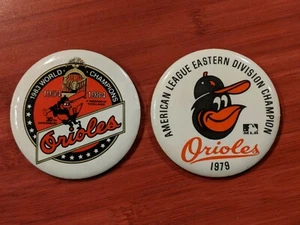 1983 WORLD CHAMPIONS
Orioles
AMERICAN LEAGUE EASTERN DIVISION CHAMPION
Orioles
1979